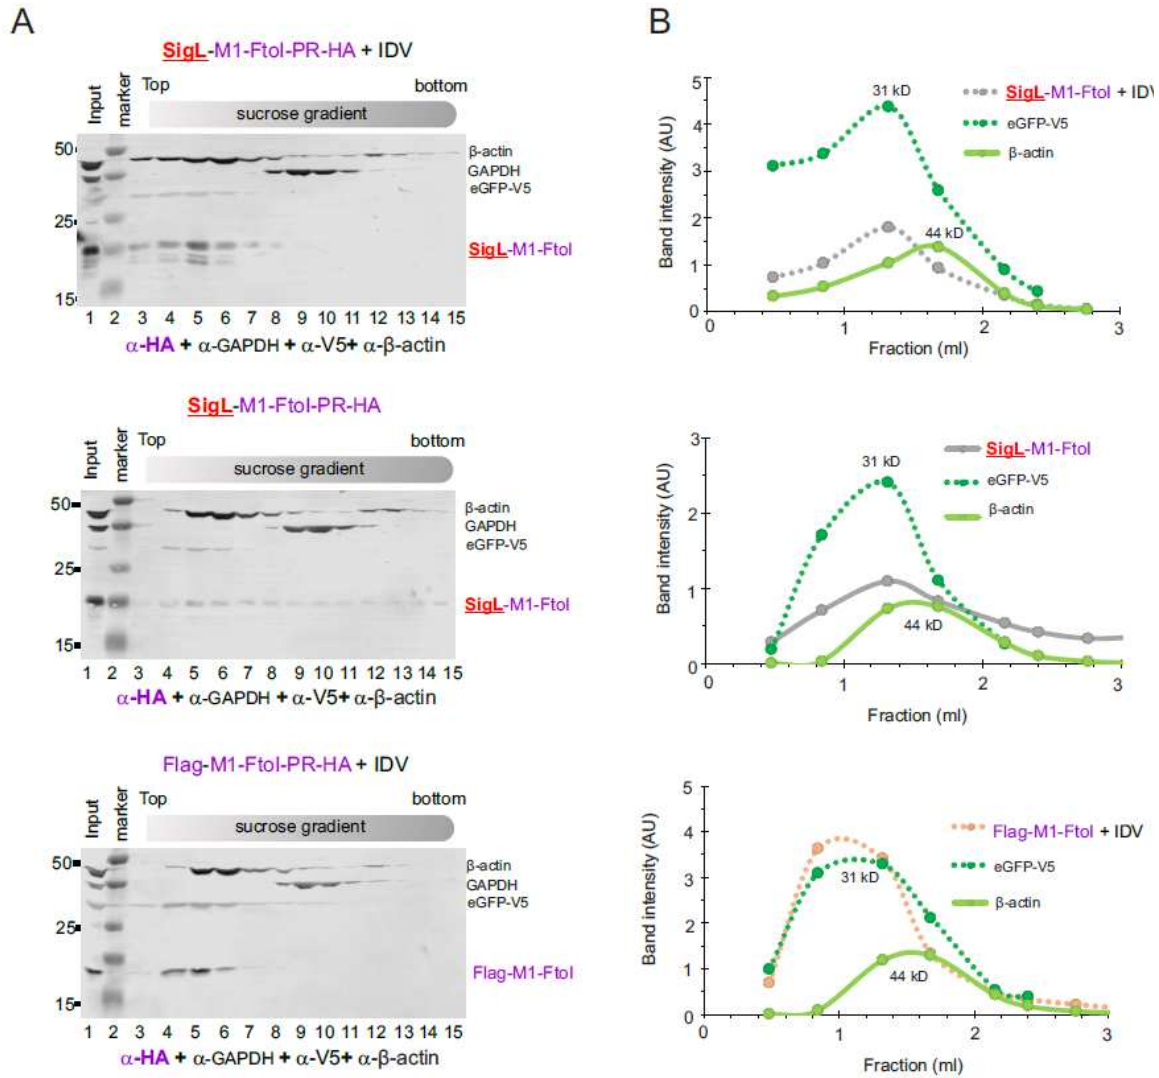 A
SigL-M1-FtoI-PR-HA + IDV
Input
marker
Top
bottom
sucrose gradient
50
25
15
β-actin
GAPDH
eGFP-V5
SigL-M1-FtoI
1 2 3 4 5 6 7 8 9 10 11 12 13 14 15
α-HA + α-GAPDH + α-V5+ α-β-actin
SigL-M1-FtoI-PR-HA
Input
marker
Top
bottom
sucrose gradient
50
25
15
β-actin
GAPDH
eGFP-V5
SigL-M1-FtoI
1 2 3 4 5 6 7 8 9 10 11 12 13 14 15
α-HA + α-GAPDH + α-V5+ α-β-actin
Flag-M1-FtoI-PR-HA + IDV
Input
marker
Top
bottom
sucrose gradient
50
25
15
β-actin
GAPDH
eGFP-V5
Flag-M1-FtoI
1 2 3 4 5 6 7 8 9 10 11 12 13 14 15
α-HA + α-GAPDH + α-V5+ α-β-actin
B
Band intensity (AU)
5
4
3
2
1
0
31 kD
44 kD
SigL-M1-FtoI + IDV
eGFP-V5
β-actin
0 1 2 3
Fraction (ml)
Band intensity (AU)
3
2
1
0
31 kD
44 kD
SigL-M1-FtoI
eGFP-V5
β-actin
0 1 2 3
Fraction (ml)
Band intensity (AU)
5
4
3
2
1
0
31 kD
44 kD
Flag-M1-FtoI + IDV
eGFP-V5
β-actin
0 1 2 3
Fraction (ml)